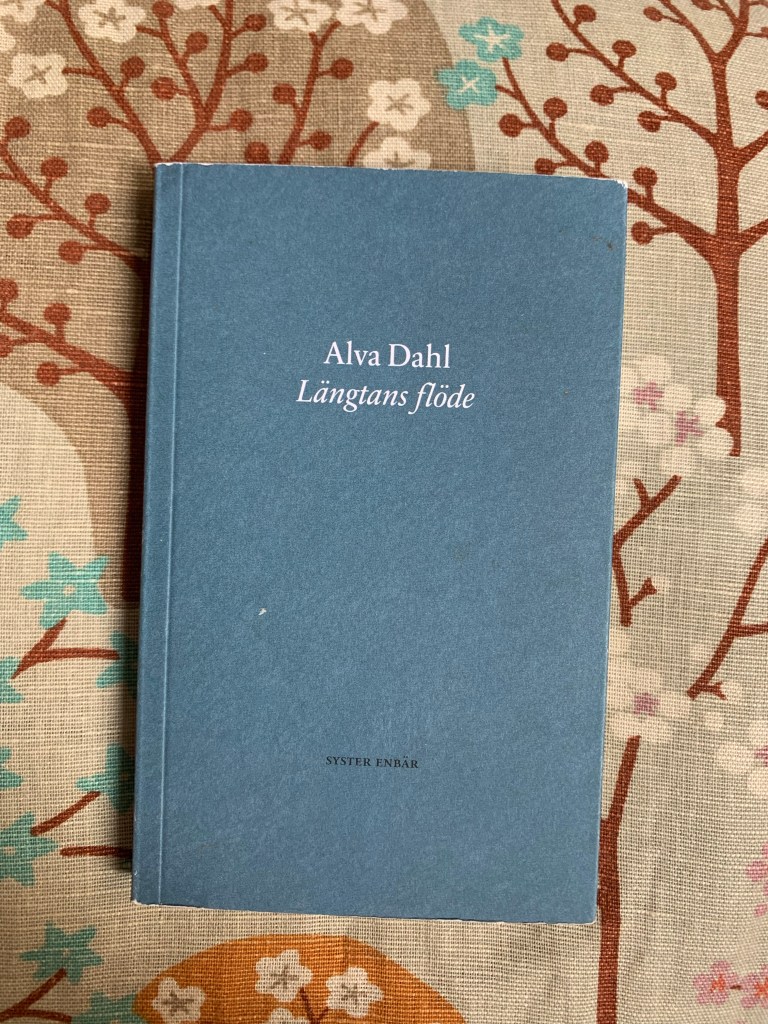 Alva Dahl
Längtans flöde
SYSTER ENBÄR